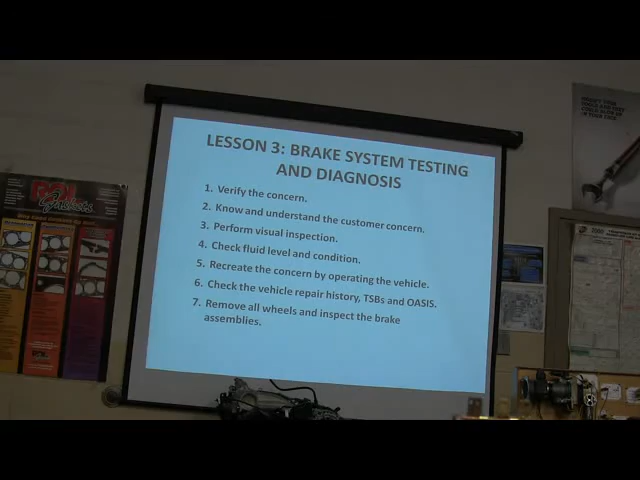 LESSON 3: BRAKE SYSTEM TESTING
AND DIAGNOSIS
1. Verify the concern.
2. Know and understand the customer concern.
3. Perform visual inspection.
4. Check fluid level and condition.
5. Recreate the concern by operating the vehicle.
6. Check the vehicle repair history, TSBs and OASIS.
7. Remove all wheels and inspect the brake
assemblies.
Gaskets